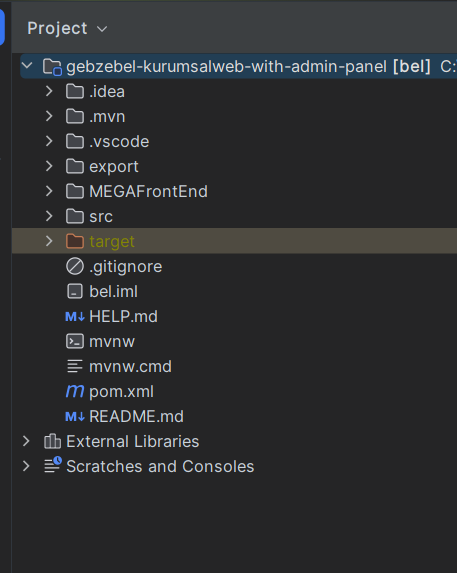 Project
gebzebel-kurumsalweb-with-admin-panel [bel] C:
.idea
.mvn
.vscode
export
MEGAFrontEnd
src
target
.gitignore
bel.iml
HELP.md
mvnw
mvnw.cmd
pom.xml
README.md
External Libraries
Scratches and Consoles